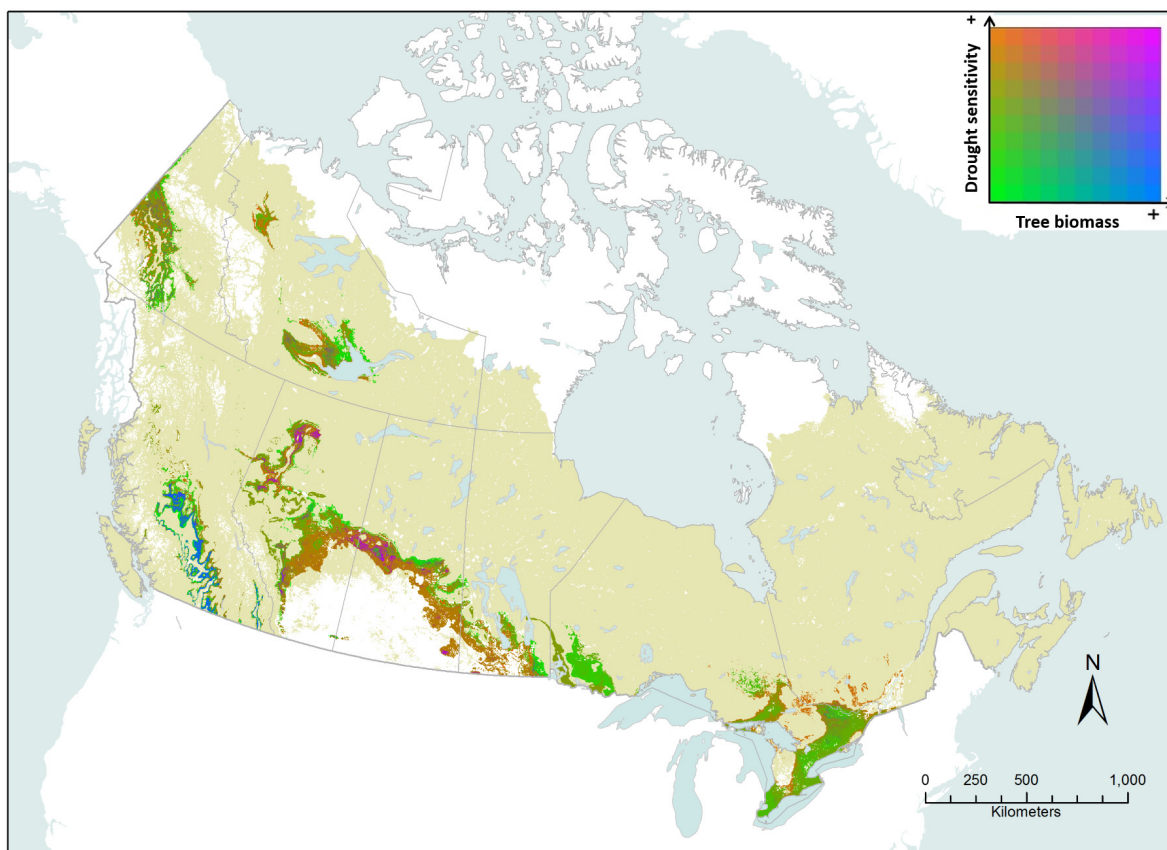 +
Drought sensitivity
Tree biomass
+
N
0 250 500 1,000
Kilometers